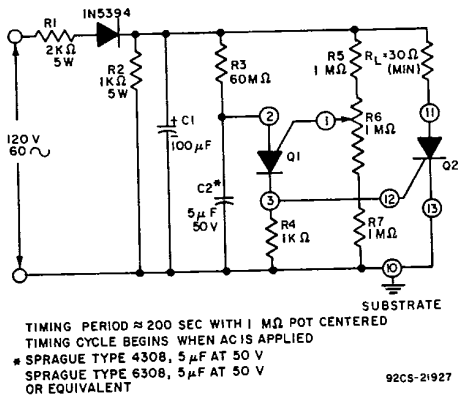 R1
2KΩ
5W
IN5394
R2
1KΩ
5W
+ C1
100µF
R3
60MΩ
C2*
5µF
50V
2
1
3
Q1
R4
1KΩ
R5
1MΩ
R6
1MΩ
R7
1MΩ
RL=30Ω
(MIN)
11
12
13
Q2
10
120 V
60
SUBSTRATE
TIMING PERIOD ≈ 200 SEC WITH 1 MΩ POT CENTERED
TIMING CYCLE BEGINS WHEN AC IS APPLIED
* SPRAGUE TYPE 4308, 5µF AT 50 V
SPRAGUE TYPE 6308, 5µF AT 50 V
OR EQUIVALENT
92CS-21927